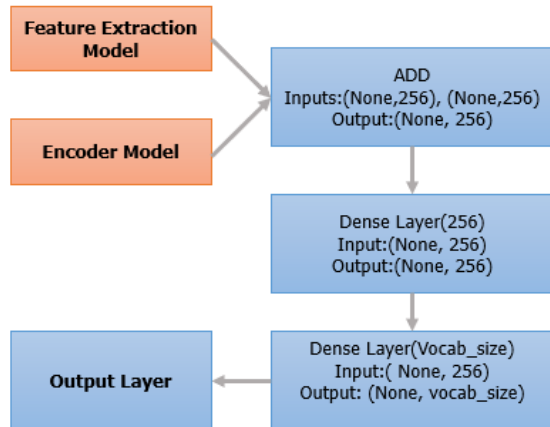 Feature Extraction
Model
Encoder Model
ADD
Inputs:(None,256), (None,256)
Output:(None, 256)
Dense Layer(256)
Input:(None, 256)
Output:(None, 256)
Dense Layer(Vocab_size)
Input:( None, 256)
Output: (None, vocab_size)
Output Layer